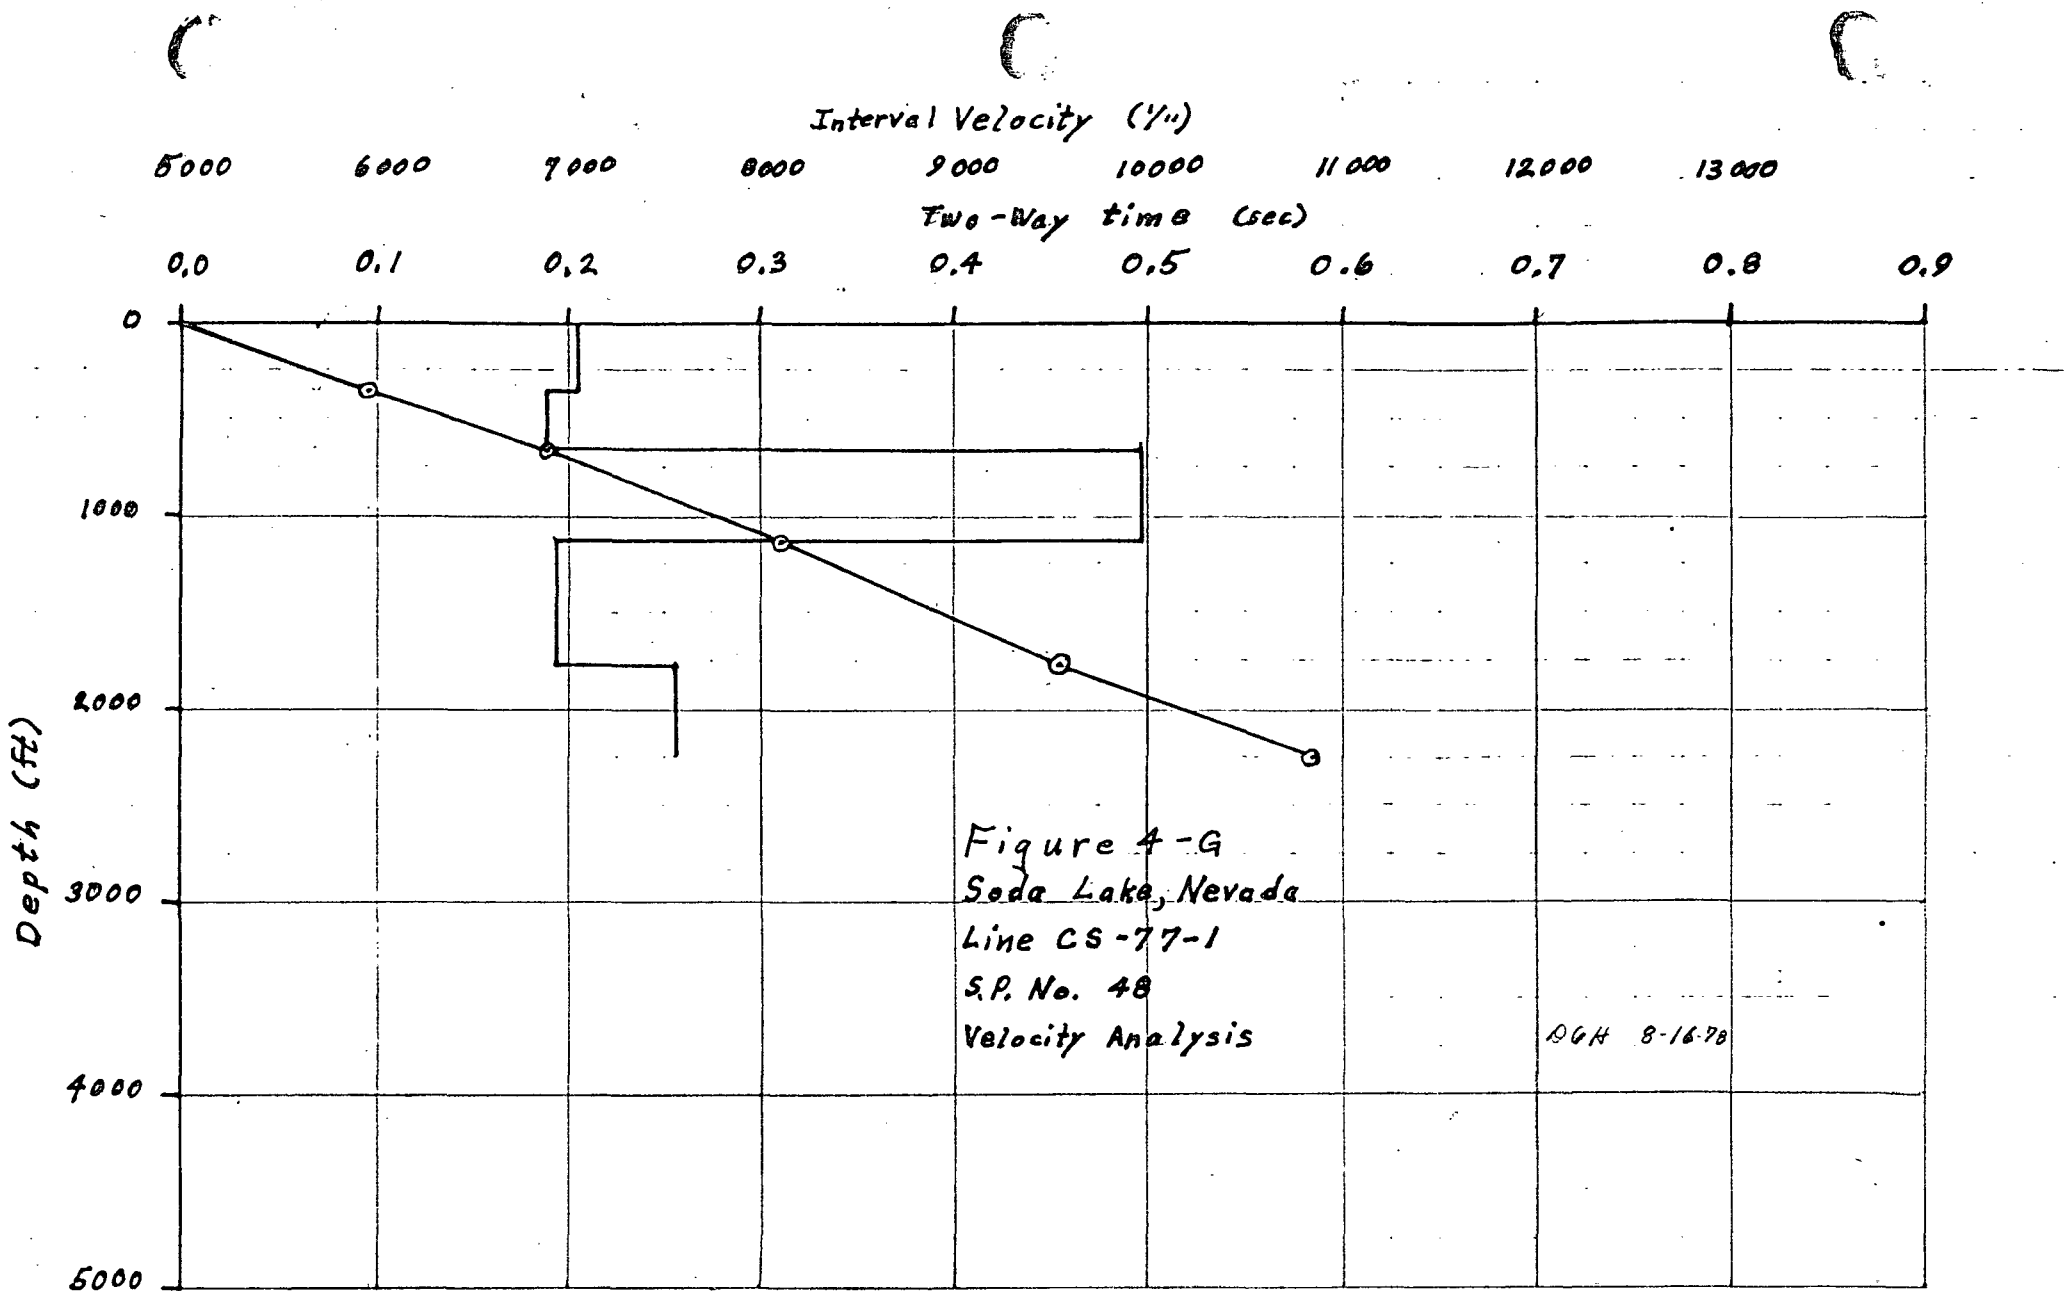 Interval Velocity ('/")
5000 6000 7000 8000 9000 10000 11000 12000 13000
Two-Way time (sec)
0.0 0.1 0.2 0.3 0.4 0.5 0.6 0.7 0.8 0.9
0
1000
2000
Depth (ft)
3000
4000
5000
Figure 4-G
Soda Lake, Nevada
Line CS-77-1
S.P. No. 48
Velocity Analysis
DGH 8-16-78